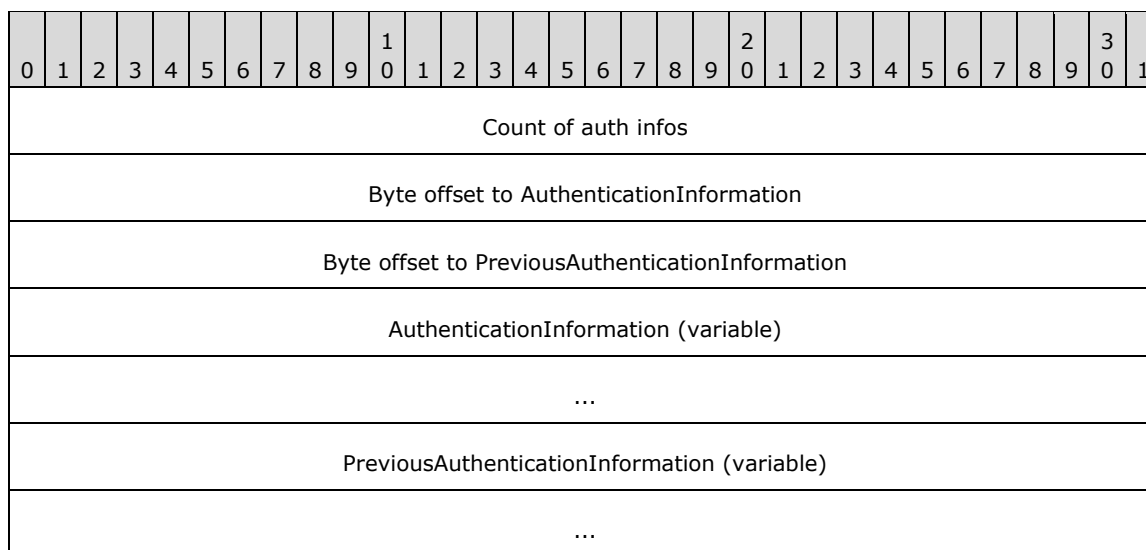 1 2 3
0 1 2 3 4 5 6 7 8 9 0 1 2 3 4 5 6 7 8 9 0 1 2 3 4 5 6 7 8 9 0 1
Count of auth infos
Byte offset to AuthenticationInformation
Byte offset to PreviousAuthenticationInformation
AuthenticationInformation (variable)
...
PreviousAuthenticationInformation (variable)
...